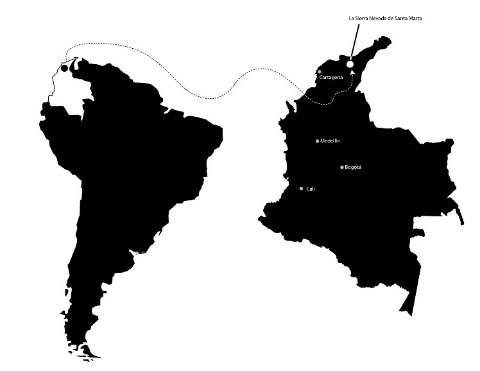 La Sierra Nevada de Santa Marta
Cartagena
Medellín
Bogotá
Cali